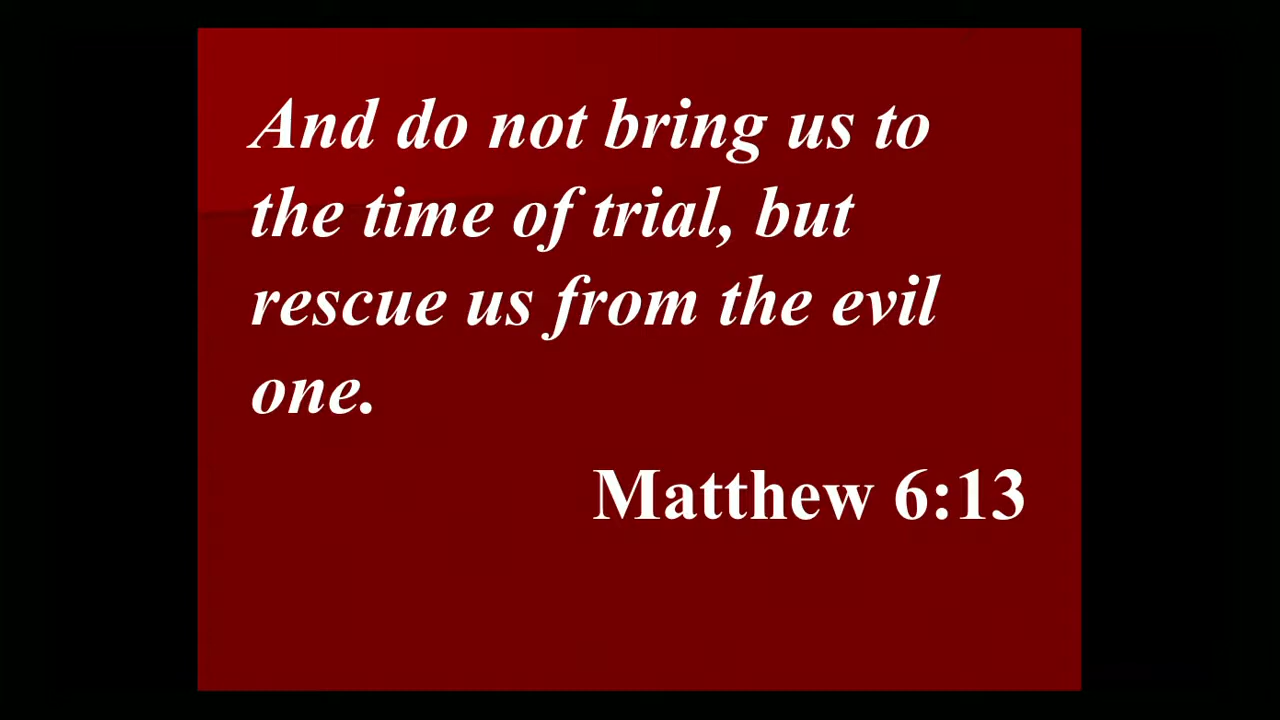 And do not bring us to
the time of trial, but
rescue us from the evil
one.
Matthew 6:13